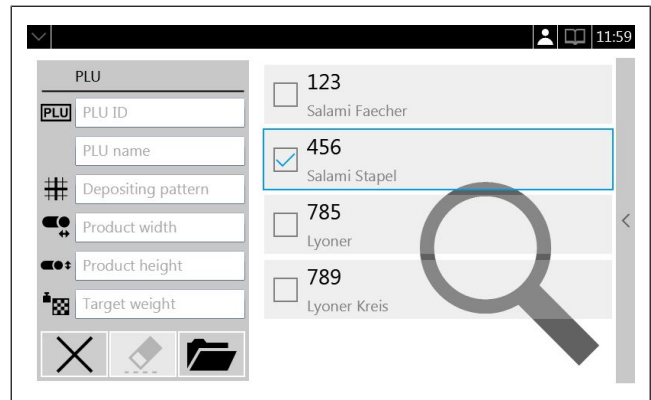 11:59
PLU
PLU PLU ID
PLU name
Depositing pattern
Product width
Product height
Target weight
123
Salami Faecher
456
Salami Stapel
785
Lyoner
789
Lyoner Kreis